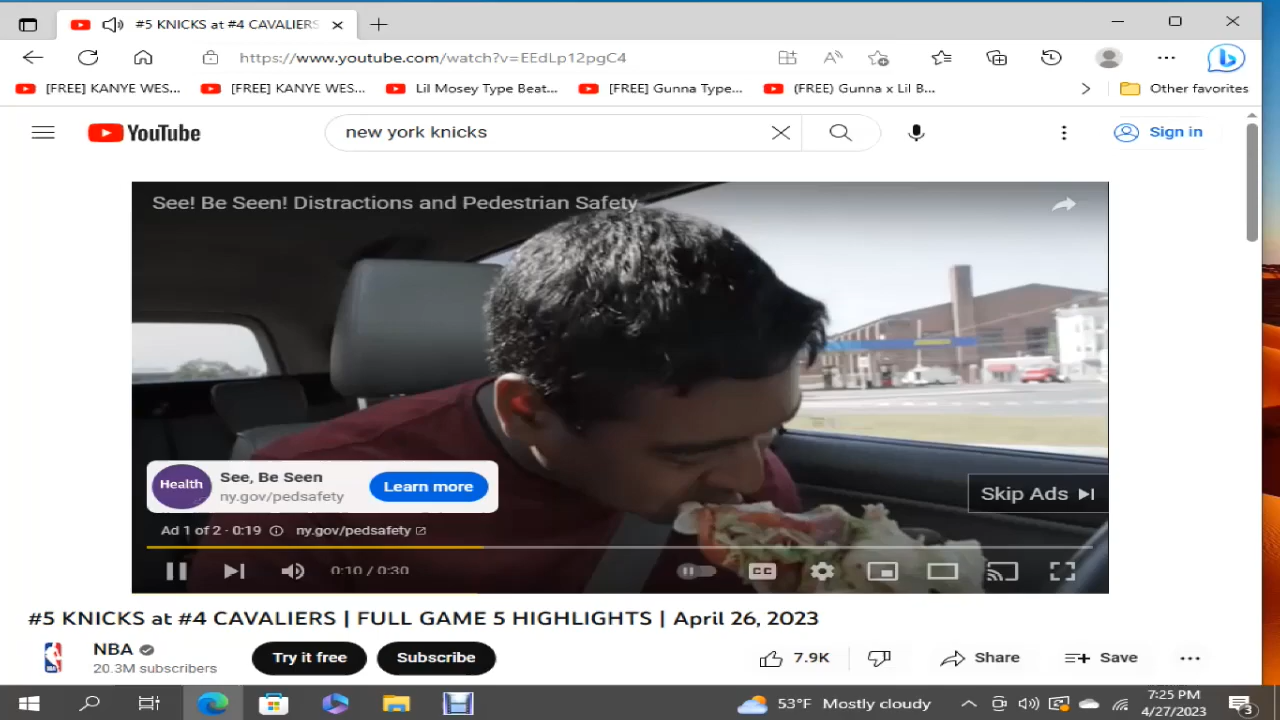 #5 KNICKS at #4 CAVALIERS
https://www.youtube.com/watch?v=EEdLp12pgC4
[FREE] KANYE WES...
[FREE] KANYE WES...
Lil Mosey Type Beat...
[FREE] Gunna Type...
(FREE) Gunna x Lil B...
Other favorites
YouTube
new york knicks
Sign in
See! Be Seen! Distractions and Pedestrian Safety
Health
See, Be Seen
ny.gov/pedsafety
Learn more
Skip Ads
Ad 1 of 2 · 0:19
ny.gov/pedsafety
0:10 / 0:30
CC
#5 KNICKS at #4 CAVALIERS | FULL GAME 5 HIGHLIGHTS | April 26, 2023
NBA
20.3M subscribers
Try it free
Subscribe
7.9K
Share
Save
53°F Mostly cloudy
7:25 PM
4/27/2023
3